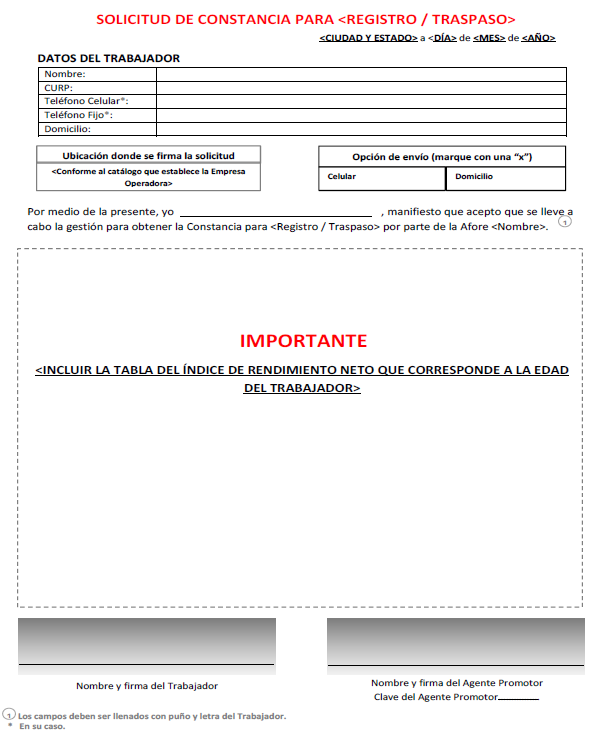 SOLICITUD DE CONSTANCIA PARA <REGISTRO / TRASPASO>
<CIUDAD Y ESTADO> a <DÍA> de <MES> de <AÑO>
DATOS DEL TRABAJADOR
Nombre:
CURP:
Teléfono Celular*:
Teléfono Fijo*:
Domicilio:
Ubicación donde se firma la solicitud
<Conforme al catálogo que establece la Empresa
Operadora>
Opción de envío (marque con una “x”)
Celular Domicilio
Por medio de la presente, yo ________________ , manifiesto que acepto que se lleve a
cabo la gestión para obtener la Constancia para <Registro / Traspaso> por parte de la Afore <Nombre>. 1
IMPORTANTE
<INCLUIR LA TABLA DEL ÍNDICE DE RENDIMIENTO NETO QUE CORRESPONDE A LA EDAD
DEL TRABAJADOR>
Nombre y firma del Trabajador
Nombre y firma del Agente Promotor
Clave del Agente Promotor________
1 Los campos deben ser llenados con puño y letra del Trabajador.
* En su caso.